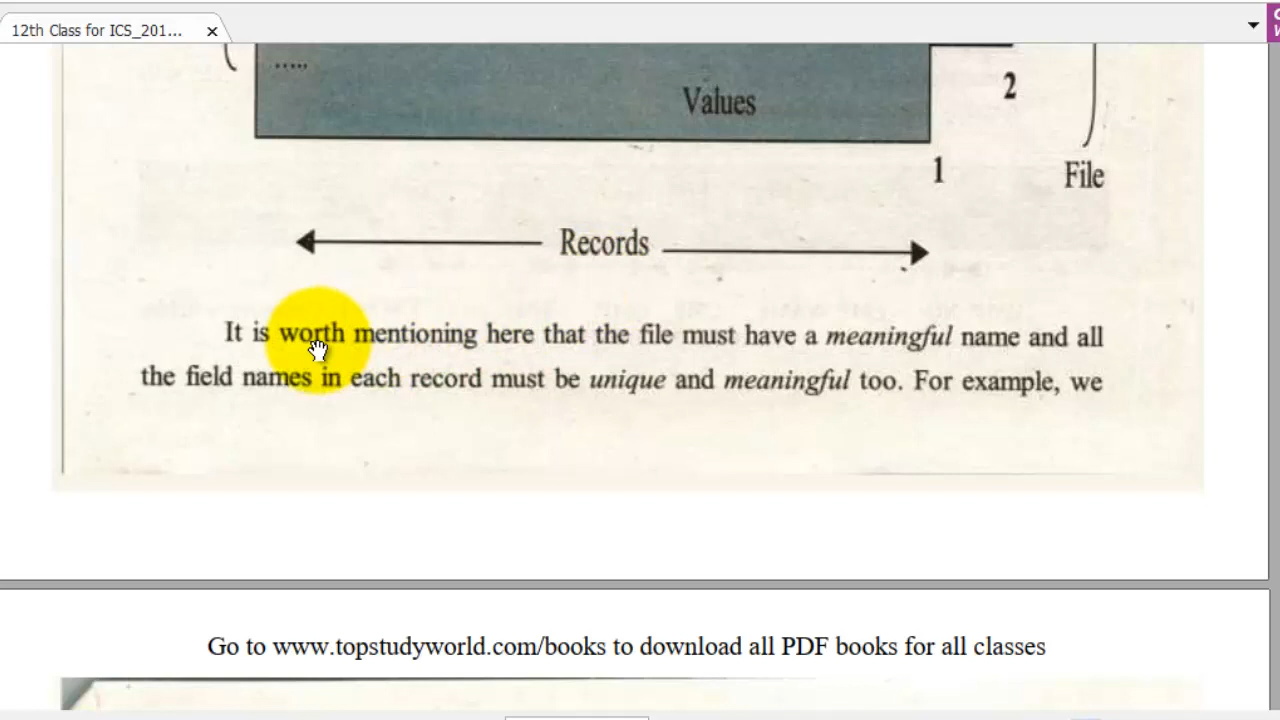 12th Class for ICS_201...
.....
Values
2
1
File
Records
It is worth mentioning here that the file must have a meaningful name and all
the field names in each record must be unique and meaningful too. For example, we
Go to www.topstudyworld.com/books to download all PDF books for all classes